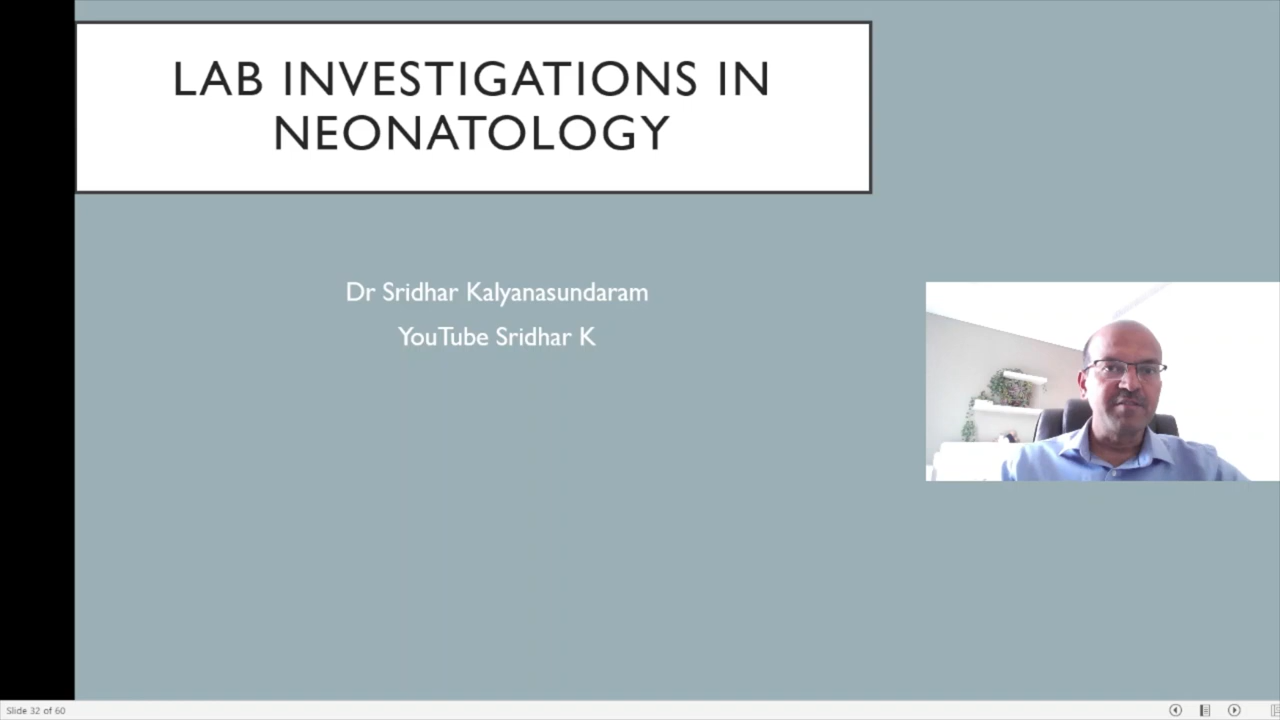 LAB INVESTIGATIONS IN
NEONATOLOGY
Dr Sridhar Kalyanasundaram
YouTube Sridhar K
Slide 32 of 60